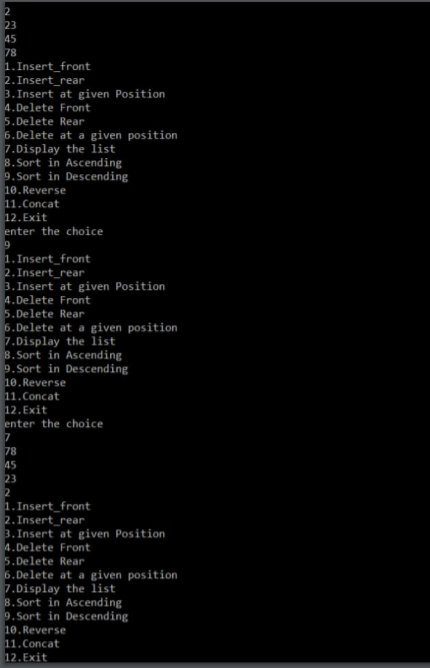 2
23
45
78
1.Insert_front
2.Insert_rear
3.Insert at given Position
4.Delete Front
5.Delete Rear
6.Delete at a given position
7.Display the list
8.Sort in Ascending
9.Sort in Descending
10.Reverse
11.Concat
12.Exit
enter the choice
9
1.Insert_front
2.Insert_rear
3.Insert at given Position
4.Delete Front
5.Delete Rear
6.Delete at a given position
7.Display the list
8.Sort in Ascending
9.Sort in Descending
10.Reverse
11.Concat
12.Exit
enter the choice
7
78
45
23
2
1.Insert_front
2.Insert_rear
3.Insert at given Position
4.Delete Front
5.Delete Rear
6.Delete at a given position
7.Display the list
8.Sort in Ascending
9.Sort in Descending
10.Reverse
11.Concat
12.Exit